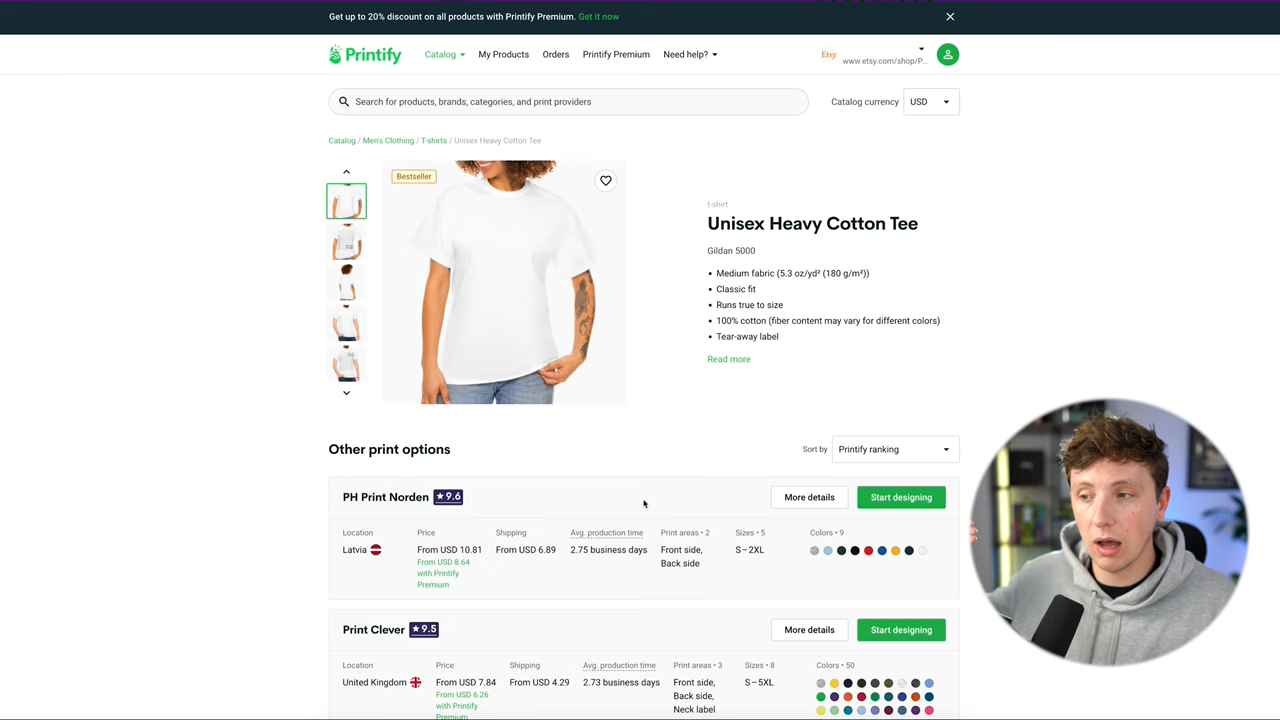 Get up to 20% discount on all products with Printify Premium. Get it now
Printify
Catalog
My Products
Orders
Printify Premium
Need help?
Etsy
www.etsy.com/shop/P...
Search for products, brands, categories, and print providers
Catalog currency
USD
Catalog / Men's Clothing / T-shirts / Unisex Heavy Cotton Tee
Bestseller
t-shirt
Unisex Heavy Cotton Tee
Gildan 5000
• Medium fabric (5.3 oz/yd² (180 g/m²))
• Classic fit
• Runs true to size
• 100% cotton (fiber content may vary for different colors)
• Tear-away label
Read more
Other print options
Sort by
Printify ranking
PH Print Norden ★ 9.6
More details
Start designing
Location
Latvia
Price
From USD 10.81
From USD 8.64
with Printify
Premium
Shipping
From USD 6.89
Avg. production time
2.75 business days
Print areas • 2
Front side,
Back side
Sizes • 5
S–2XL
Colors • 9
Print Clever ★ 9.5
More details
Start designing
Location
United Kingdom
Price
From USD 7.84
From USD 6.26
with Printify
Premium
Shipping
From USD 4.29
Avg. production time
2.73 business days
Print areas • 3
Front side,
Back side,
Neck label
Sizes • 8
S–5XL
Colors • 50